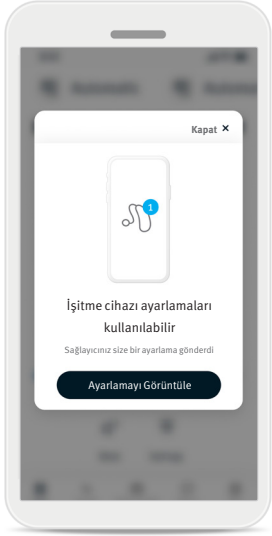 Kapat ×
1
İşitme cihazı ayarlamaları
kullanılabilir
Sağlayıcınız size bir ayarlama gönderdi
Ayarlamayı Görüntüle